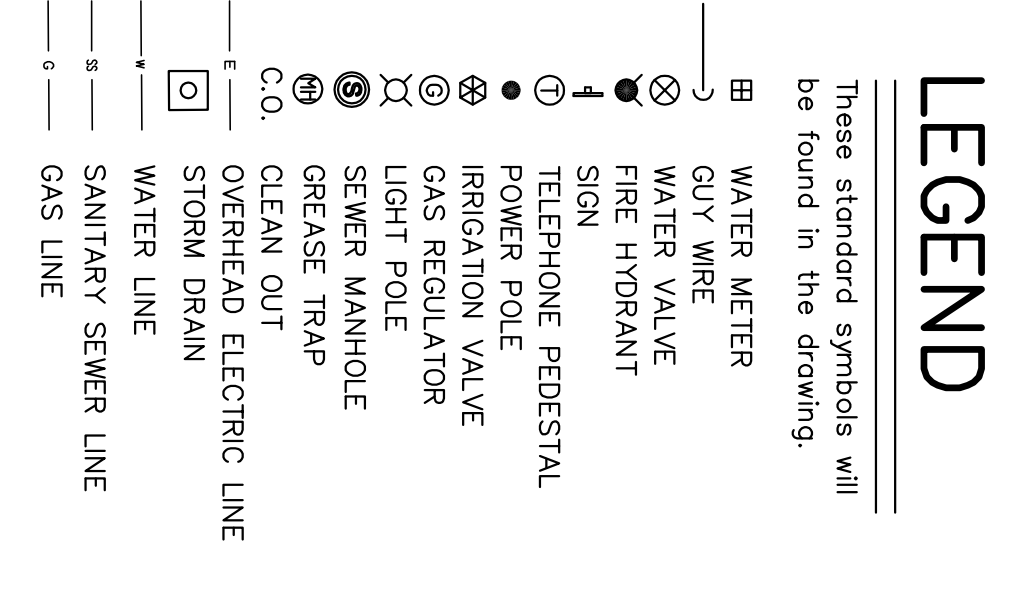 LEGEND
These standard symbols will
be found in the drawing.
WATER METER
GUY WIRE
WATER VALVE
FIRE HYDRANT
SIGN
POWER POLE
T TELEPHONE PEDESTAL
IRRIGATION VALVE
G GAS REGULATOR
LIGHT POLE
S SEWER MANHOLE
MH GREASE TRAP
C.O. CLEAN OUT
E OVERHEAD ELECTRIC LINE
STORM DRAIN
W WATER LINE
SS SANITARY SEWER LINE
G GAS LINE